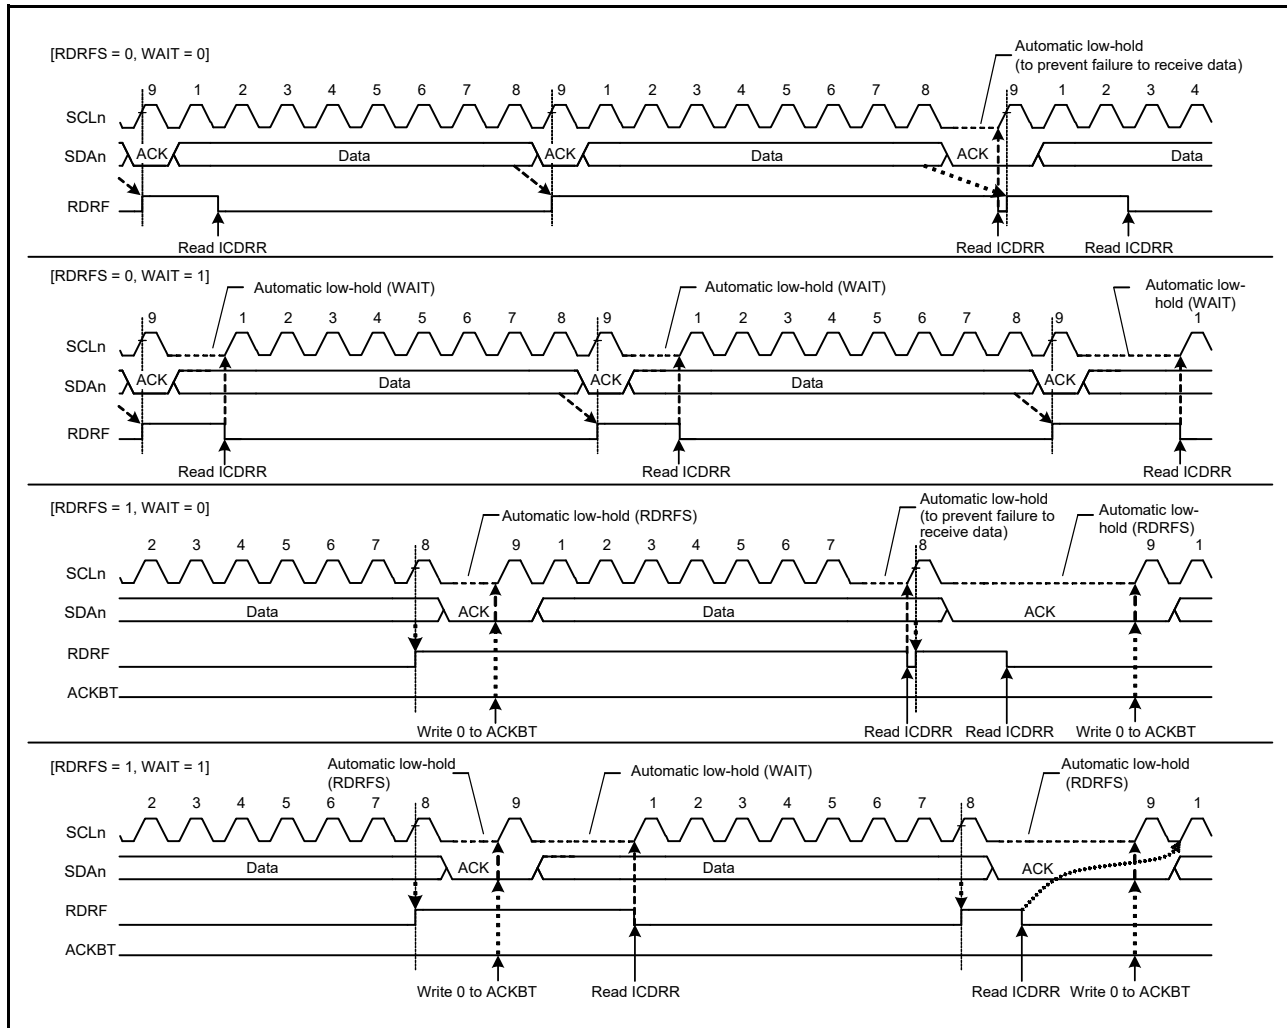 [RDRFS = 0, WAIT = 0]
Automatic low-hold
(to prevent failure to receive data)
9 1 2 3 4 5 6 7 8 9 1 2 3 4 5 6 7 8 9 1 2 3 4
SCLn
SDAn ACK Data ACK Data ACK Data
RDRF
Read ICDRR Read ICDRR Read ICDRR
[RDRFS = 0, WAIT = 1]
Automatic low-hold (WAIT) Automatic low-hold (WAIT) Automatic low-
hold (WAIT)
9 1 2 3 4 5 6 7 8 9 1 2 3 4 5 6 7 8 9 1
SCLn
SDAn ACK Data ACK Data ACK
RDRF
Read ICDRR Read ICDRR Read ICDRR
[RDRFS = 1, WAIT = 0]
Automatic low-hold (RDRFS)
Automatic low-hold
(to prevent failure to
receive data)
Automatic low-
hold (RDRFS)
2 3 4 5 6 7 8 9 1 2 3 4 5 6 7 8 9 1
SCLn
SDAn Data ACK Data ACK
RDRF
ACKBT
Write 0 to ACKBT Read ICDRR Read ICDRR Write 0 to ACKBT
[RDRFS = 1, WAIT = 1]
Automatic low-hold
(RDRFS)
Automatic low-hold (WAIT)
Automatic low-hold
(RDRFS)
2 3 4 5 6 7 8 9 1 2 3 4 5 6 7 8 9 1
SCLn
SDAn Data ACK Data ACK
RDRF
ACKBT
Write 0 to ACKBT Read ICDRR Read ICDRR Write 0 to ACKBT